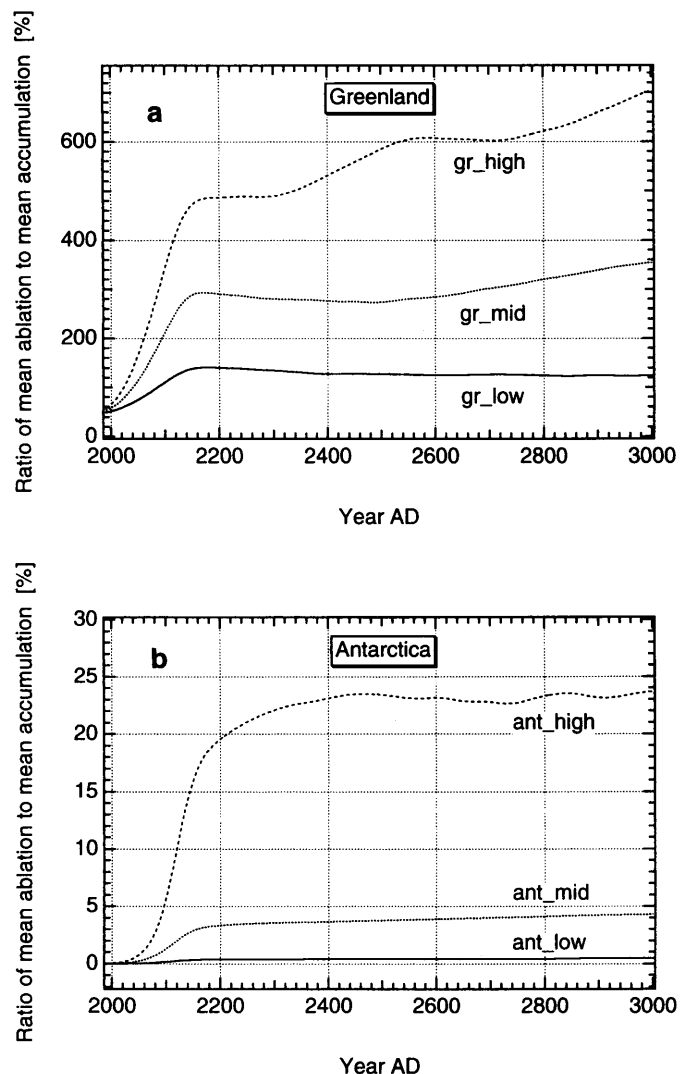 Ratio of mean ablation to mean accumulation [%]
a
Greenland
600
400
200
0
gr_high
gr_mid
gr_low
2000 2200 2400 2600 2800 3000
Year AD
Ratio of mean ablation to mean accumulation [%]
b
Antarctica
30
25
20
15
10
5
0
ant_high
ant_mid
ant_low
2000 2200 2400 2600 2800 3000
Year AD